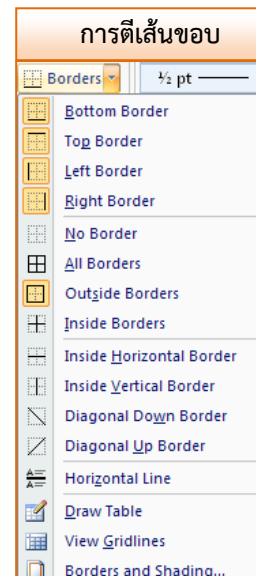 การตีเส้นขอบ
Borders ½ pt
Bottom Border
Top Border
Left Border
Right Border
No Border
All Borders
Outside Borders
Inside Borders
Inside Horizontal Border
Inside Vertical Border
Diagonal Down Border
Diagonal Up Border
Horizontal Line
Draw Table
View Gridlines
Borders and Shading...